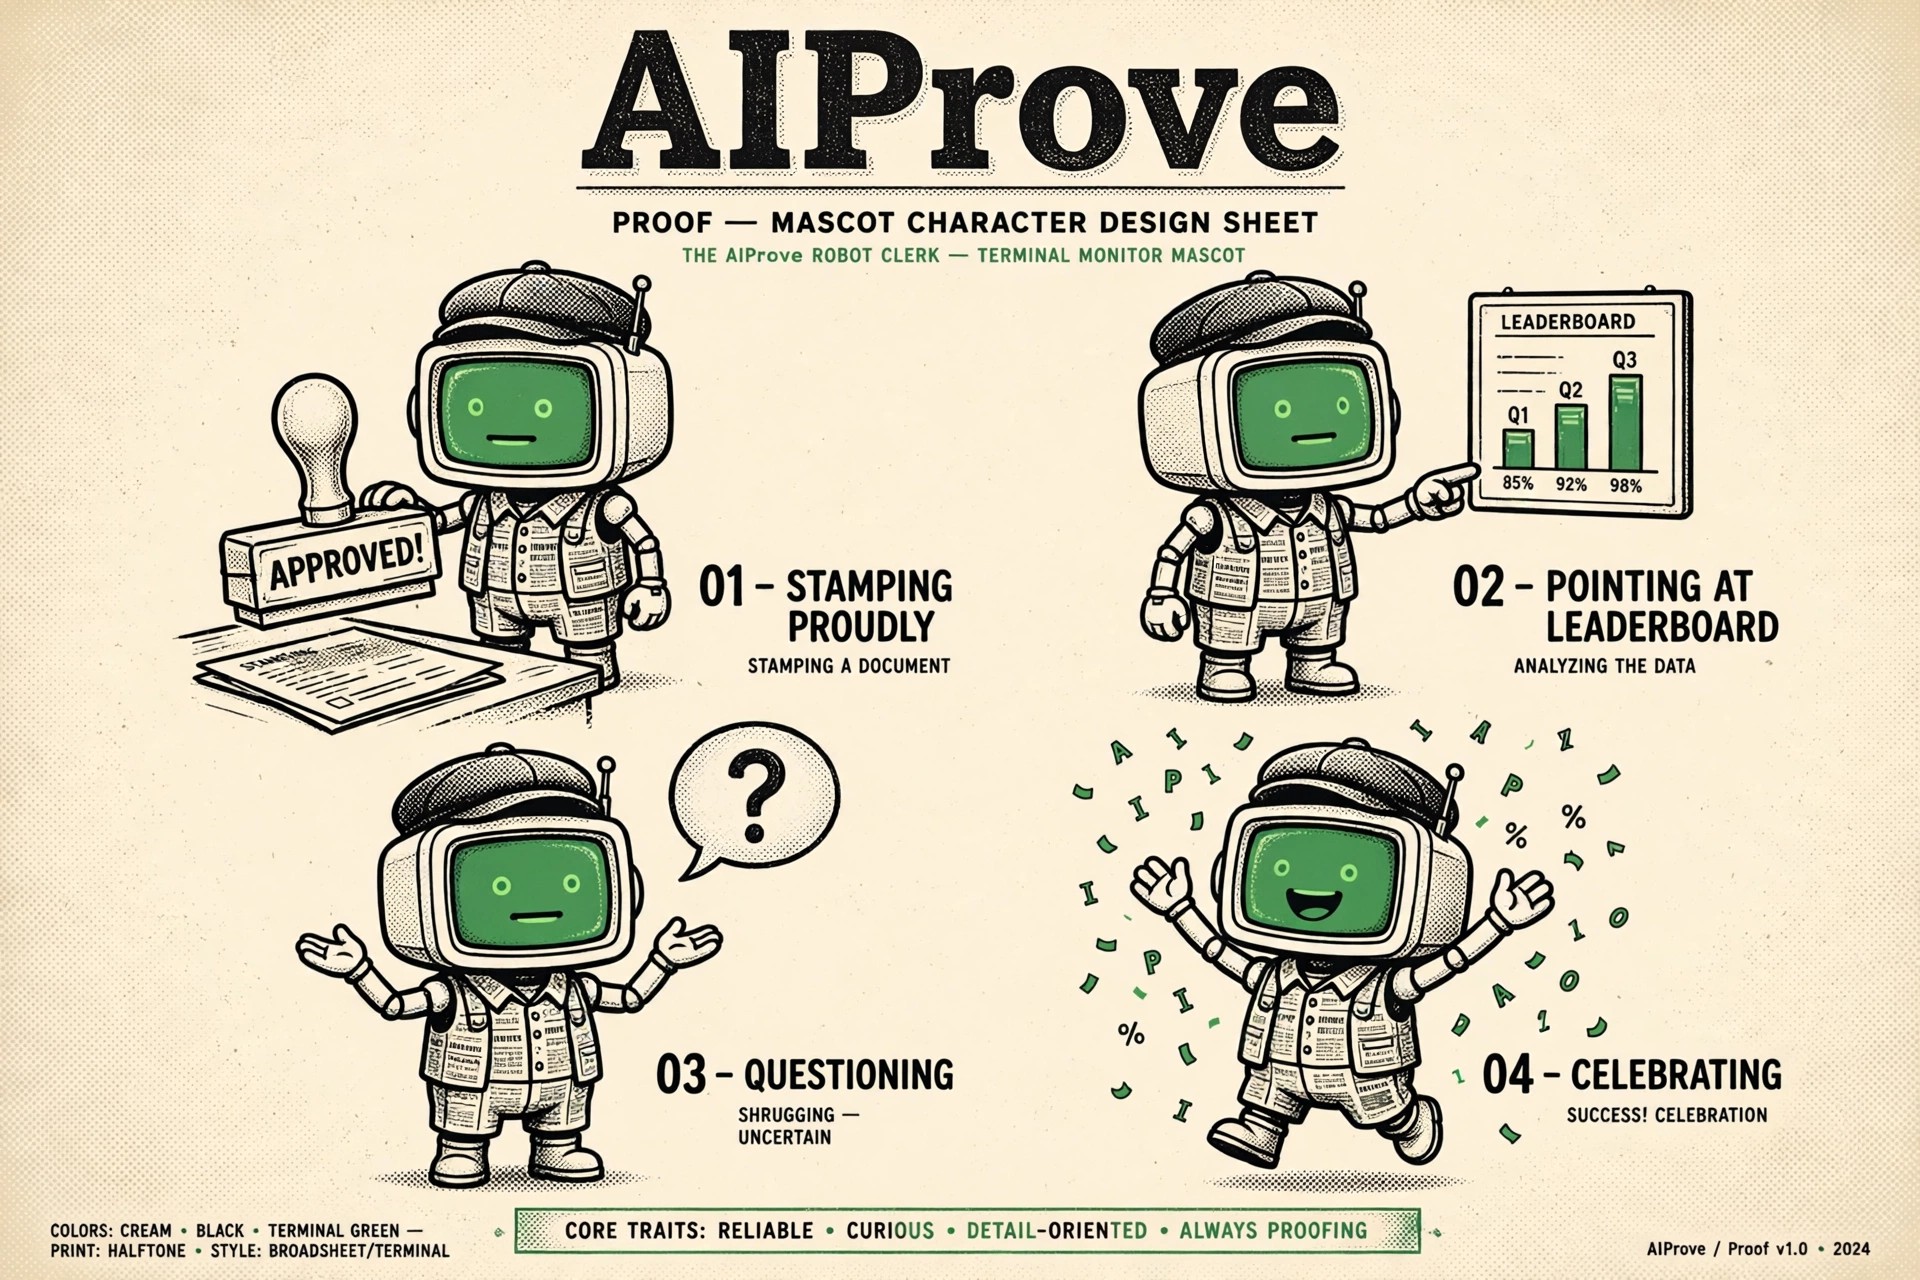 AIProve
PROOF — MASCOT CHARACTER DESIGN SHEET
THE AIProve ROBOT CLERK — TERMINAL MONITOR MASCOT
APPROVED!
01 – STAMPING
PROUDLY
STAMPING A DOCUMENT
LEADERBOARD
Q1 Q2 Q3
85% 92% 98%
02 – POINTING AT
LEADERBOARD
ANALYZING THE DATA
?
03 – QUESTIONING
SHRUGGING —
UNCERTAIN
04 – CELEBRATING
SUCCESS! CELEBRATION
COLORS: CREAM • BLACK • TERMINAL GREEN —
PRINT: HALFTONE • STYLE: BROADSHEET/TERMINAL
CORE TRAITS: RELIABLE • CURIOUS • DETAIL-ORIENTED • ALWAYS PROOFING
AIProve / Proof v1.0 • 2024